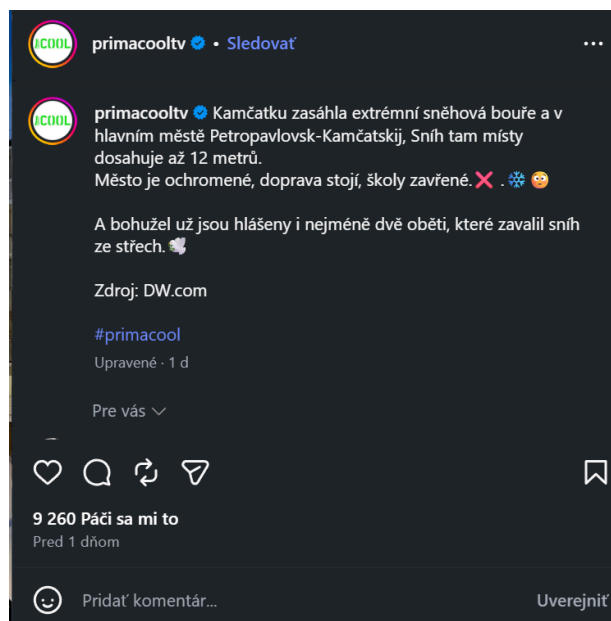 COOL
primacooltv • Sledovať
COOL
primacooltv Kamčatku zasáhla extrémní sněhová bouře a v
hlavním městě Petropavlovsk-Kamčatskij, Sníh tam místy
dosahuje až 12 metrů.
Město je ochromené, doprava stojí, školy zavřené.❌ . ❄️ 😳
A bohužel už jsou hlášeny i nejméně dvě oběti, které zavalil sníh
ze střech.🕊️
Zdroj: DW.com
#primacool
Upravené · 1 d
Pre vás
9 260 Páči sa mi to
Pred 1 dňom
Pridať komentár...
Uverejniť